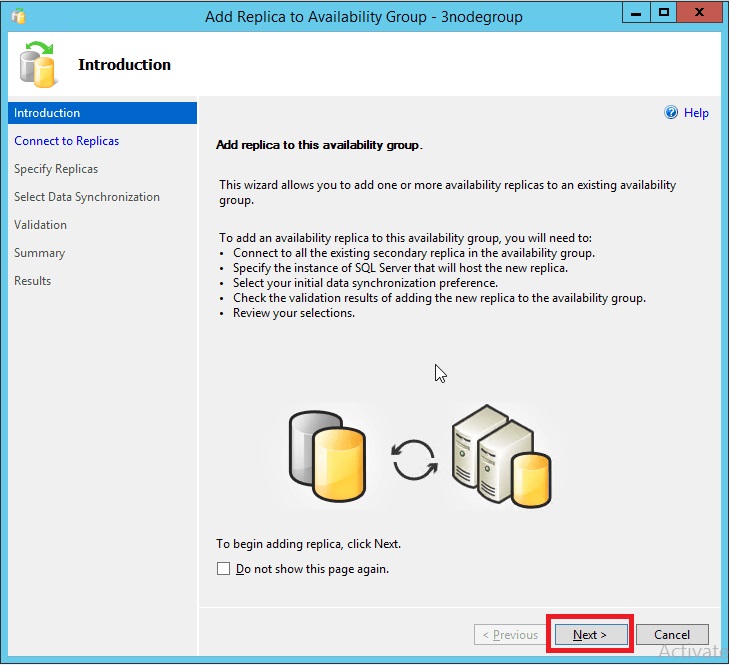 Add Replica to Availability Group - 3nodegroup
Introduction
Introduction
Connect to Replicas
Specify Replicas
Select Data Synchronization
Validation
Summary
Results
Help
Add replica to this availability group.
This wizard allows you to add one or more availability replicas to an existing availability
group.
To add an availability replica to this availability group, you will need to:
• Connect to all the existing secondary replica in the availability group.
• Specify the instance of SQL Server that will host the new replica.
• Select your initial data synchronization preference.
• Check the validation results of adding the new replica to the availability group.
• Review your selections.
To begin adding replica, click Next.
Do not show this page again.
< Previous
Next >
Cancel
Activate